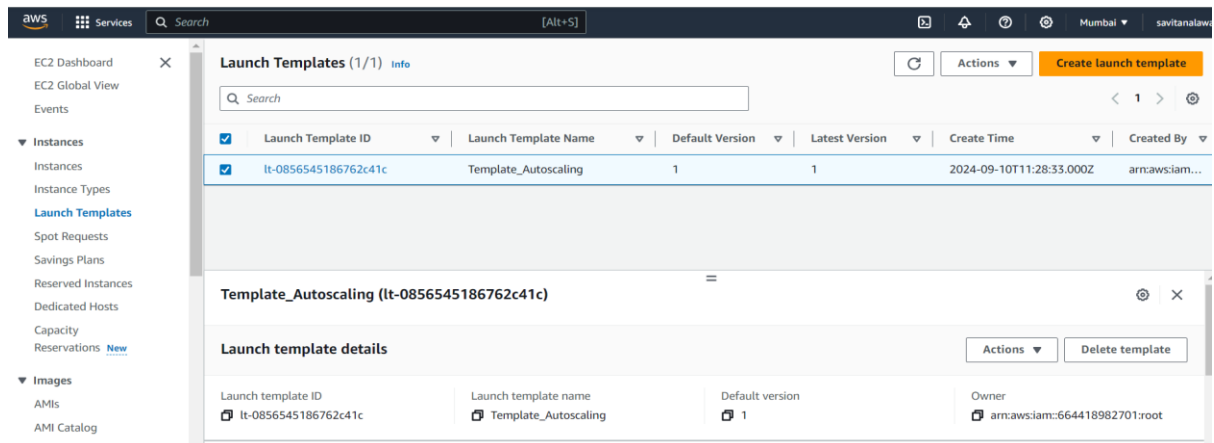 aws Services Search [Alt+S] Mumbai savitanalawa
EC2 Dashboard
EC2 Global View
Events
Instances
Instances
Instance Types
Launch Templates
Spot Requests
Savings Plans
Reserved Instances
Dedicated Hosts
Capacity
Reservations New
Images
AMIs
AMI Catalog
Launch Templates (1/1) Info Actions Create launch template
Search 1
Launch Template ID Launch Template Name Default Version Latest Version Create Time Created By
lt-0856545186762c41c Template_Autoscaling 1 1 2024-09-10T11:28:33.000Z arn:aws:iam...
Template_Autoscaling (lt-0856545186762c41c)
Launch template details Actions Delete template
Launch template ID Launch template name Default version Owner
lt-0856545186762c41c Template_Autoscaling 1 arn:aws:iam::664418982701:root